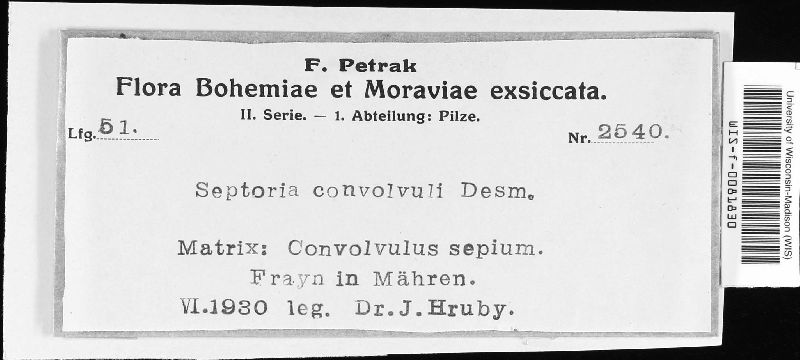 F. Petrak
Flora Bohemiae et Moraviae exsiccata.
II. Serie. — 1. Abteilung: Pilze.
Lfg. 51.
Nr. 2540.
Septoria convolvuli Desm.
Matrix: Convolvulus sepium.
Frayn in Mähren.
VI.1930 leg. Dr.J.Hruby.
University of Wisconsin-Madison (WIS)
WIS-f-0081830